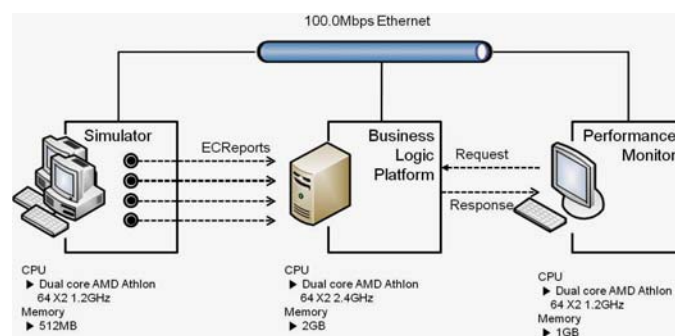 100.0Mbps Ethernet
Simulator
ECReports
Business
Logic
Platform
Request
Response
Performance
Monitor
CPU
▶ Dual core AMD Athlon
64 X2 1.2GHz
Memory
▶ 512MB
CPU
▶ Dual core AMD Athlon
64 X2 2.4GHz
Memory
▶ 2GB
CPU
▶ Dual core AMD Athlon
64 X2 1.2GHz
Memory
▶ 1GB